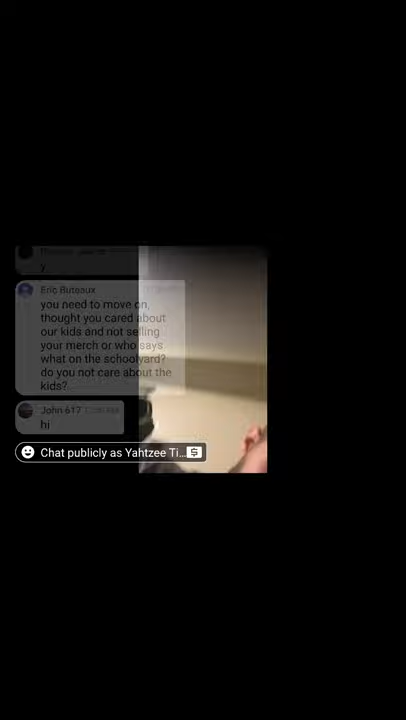 y
Eric Buteaux
you need to move on,
thought you cared about
our kids and not selling
your merch or who says
what on the schoolyard?
do you not care about the
kids?
John 617
hi
Chat publicly as Yahtzee Ti...